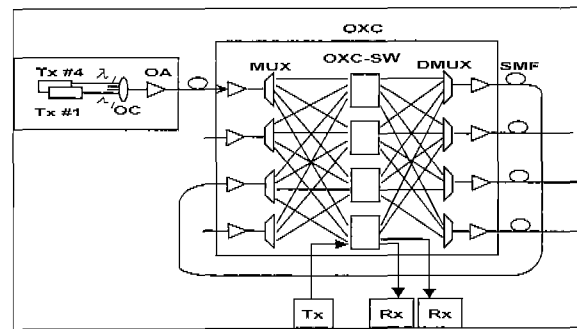 OXC
MUX
OXC-SW
DMUX
SMF
Tx #4
λ
OA
Tx #1
λ
OC
Tx
Rx
Rx